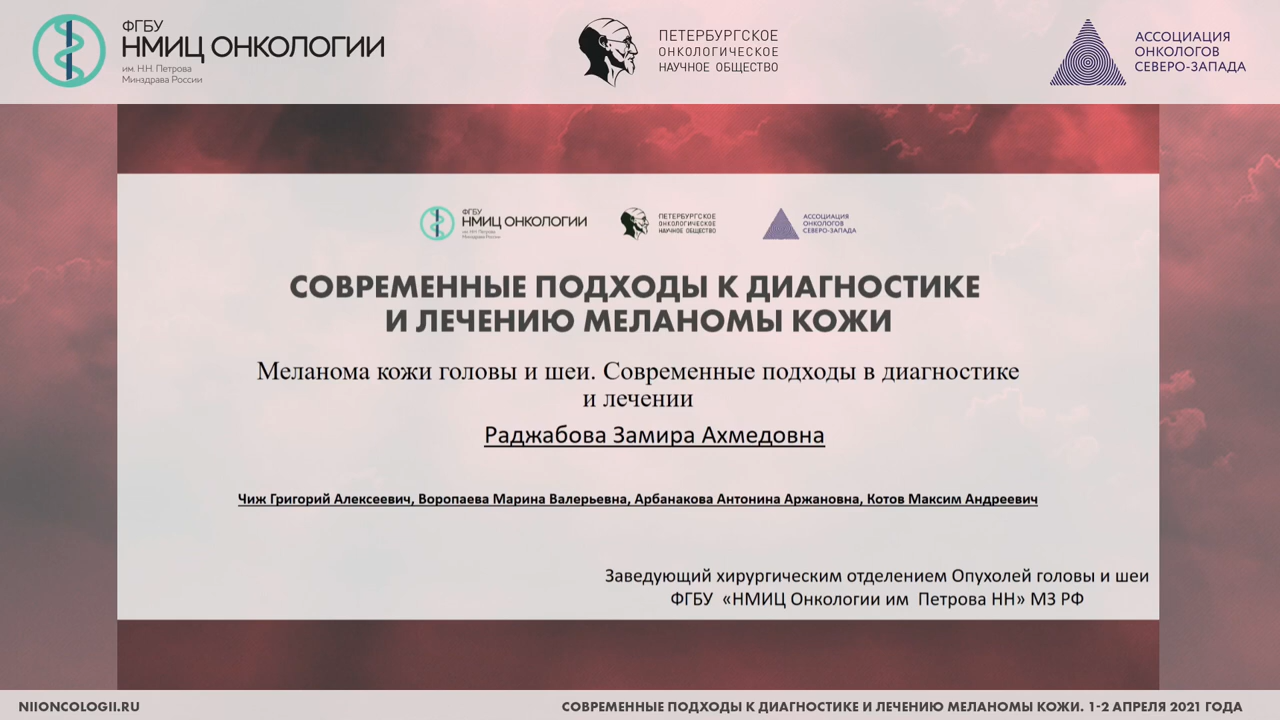 ФГБУ
НМИЦ ОНКОЛОГИИ
им. Н.Н. Петрова
Минздрава России
ПЕТЕРБУРГСКОЕ
ОНКОЛОГИЧЕСКОЕ
НАУЧНОЕ ОБЩЕСТВО
АССОЦИАЦИЯ
ОНКОЛОГОВ
СЕВЕРО-ЗАПАДА
ФГБУ
НМИЦ ОНКОЛОГИИ
им. Н.Н. Петрова
Минздрава России
ПЕТЕРБУРГСКОЕ
ОНКОЛОГИЧЕСКОЕ
НАУЧНОЕ ОБЩЕСТВО
АССОЦИАЦИЯ
ОНКОЛОГОВ
СЕВЕРО-ЗАПАДА
СОВРЕМЕННЫЕ ПОДХОДЫ К ДИАГНОСТИКЕ
И ЛЕЧЕНИЮ МЕЛАНОМЫ КОЖИ
Меланома кожи головы и шеи. Современные подходы в диагностике
и лечении
Раджабова Замира Ахмедовна
Чиж Григорий Алексеевич, Воропаева Марина Валерьевна, Арбанакова Антонина Аржановна, Котов Максим Андреевич
Заведующий хирургическим отделением Опухолей головы и шеи
ФГБУ «НМИЦ Онкологии им Петрова НН» МЗ РФ
NIIONCOLOGII.RU
СОВРЕМЕННЫЕ ПОДХОДЫ К ДИАГНОСТИКЕ И ЛЕЧЕНИЮ МЕЛАНОМЫ КОЖИ. 1-2 АПРЕЛЯ 2021 ГОДА